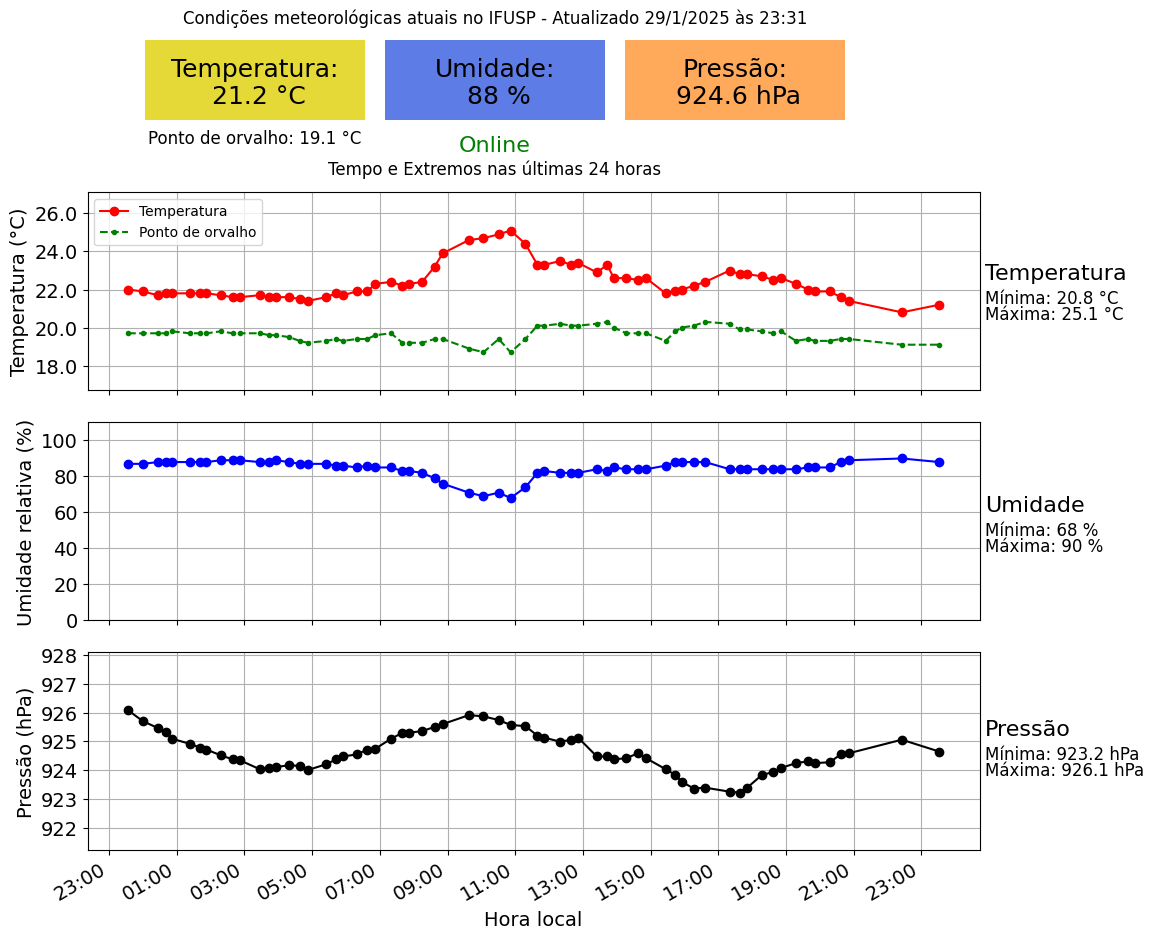 Condições meteorológicas atuais no IFUSP - Atualizado 29/1/2025 às 23:31
Temperatura:
21.2 °C
Umidade:
88 %
Pressão:
924.6 hPa
Ponto de orvalho: 19.1 °C
Online
Tempo e Extremos nas últimas 24 horas
Temperatura (°C)
26.0
24.0
22.0
20.0
18.0
Temperatura
Ponto de orvalho
Temperatura
Mínima: 20.8 °C
Máxima: 25.1 °C
Umidade relativa (%)
100
80
60
40
20
0
Umidade
Mínima: 68 %
Máxima: 90 %
Pressão (hPa)
928
927
926
925
924
923
922
Pressão
Mínima: 923.2 hPa
Máxima: 926.1 hPa
23:00 01:00 03:00 05:00 07:00 09:00 11:00 13:00 15:00 17:00 19:00 21:00 23:00
Hora local